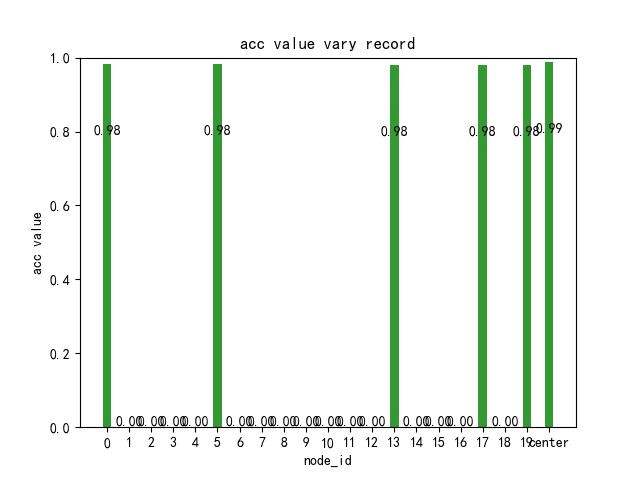 acc value vary record
1.0
0.8
0.6
0.4
0.2
0.0
acc value
0.98 0.98 0.98 0.98 0.98 0.99
0.00 0.00 0.00 0.00 0.00 0.00 0.00 0.00 0.00 0.00 0.00 0.00 0.00 0.00 0.00
0 1 2 3 4 5 6 7 8 9 10 11 12 13 14 15 16 17 18 19 center
node_id